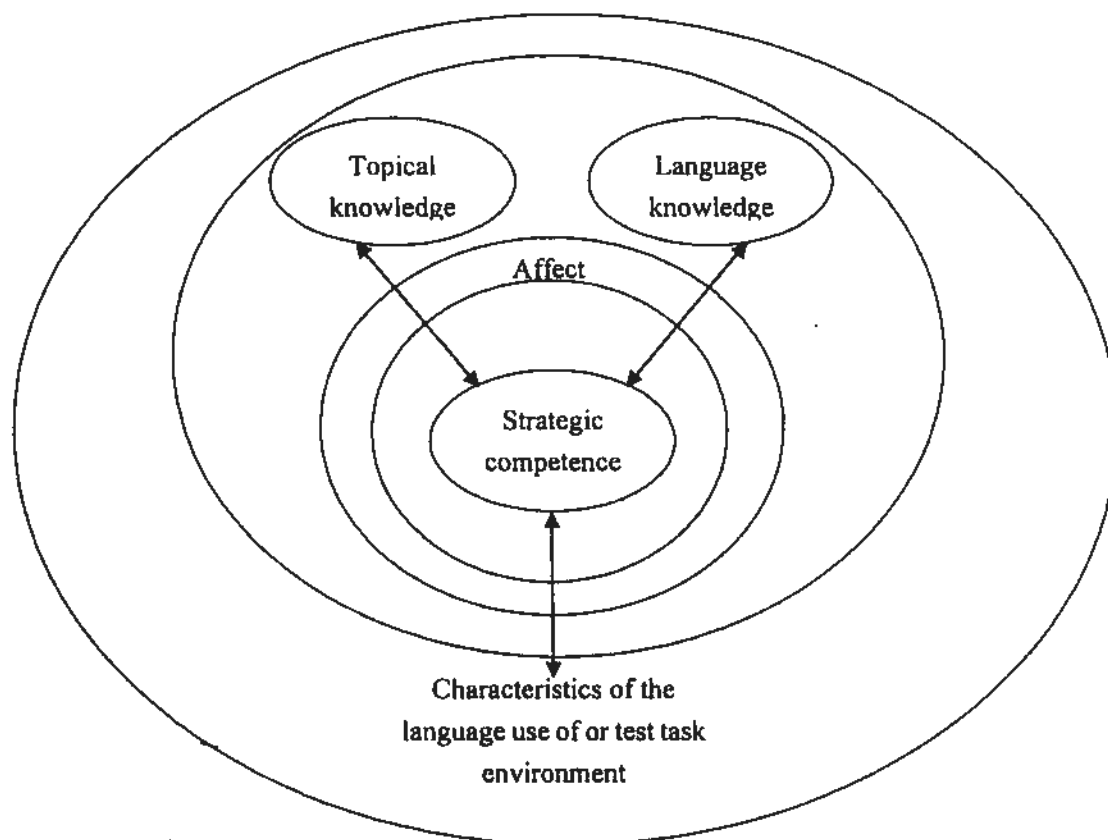 Topical
knowledge
Language
knowledge
Affect
Strategic
competence
Characteristics of the
language use of or test task
environment